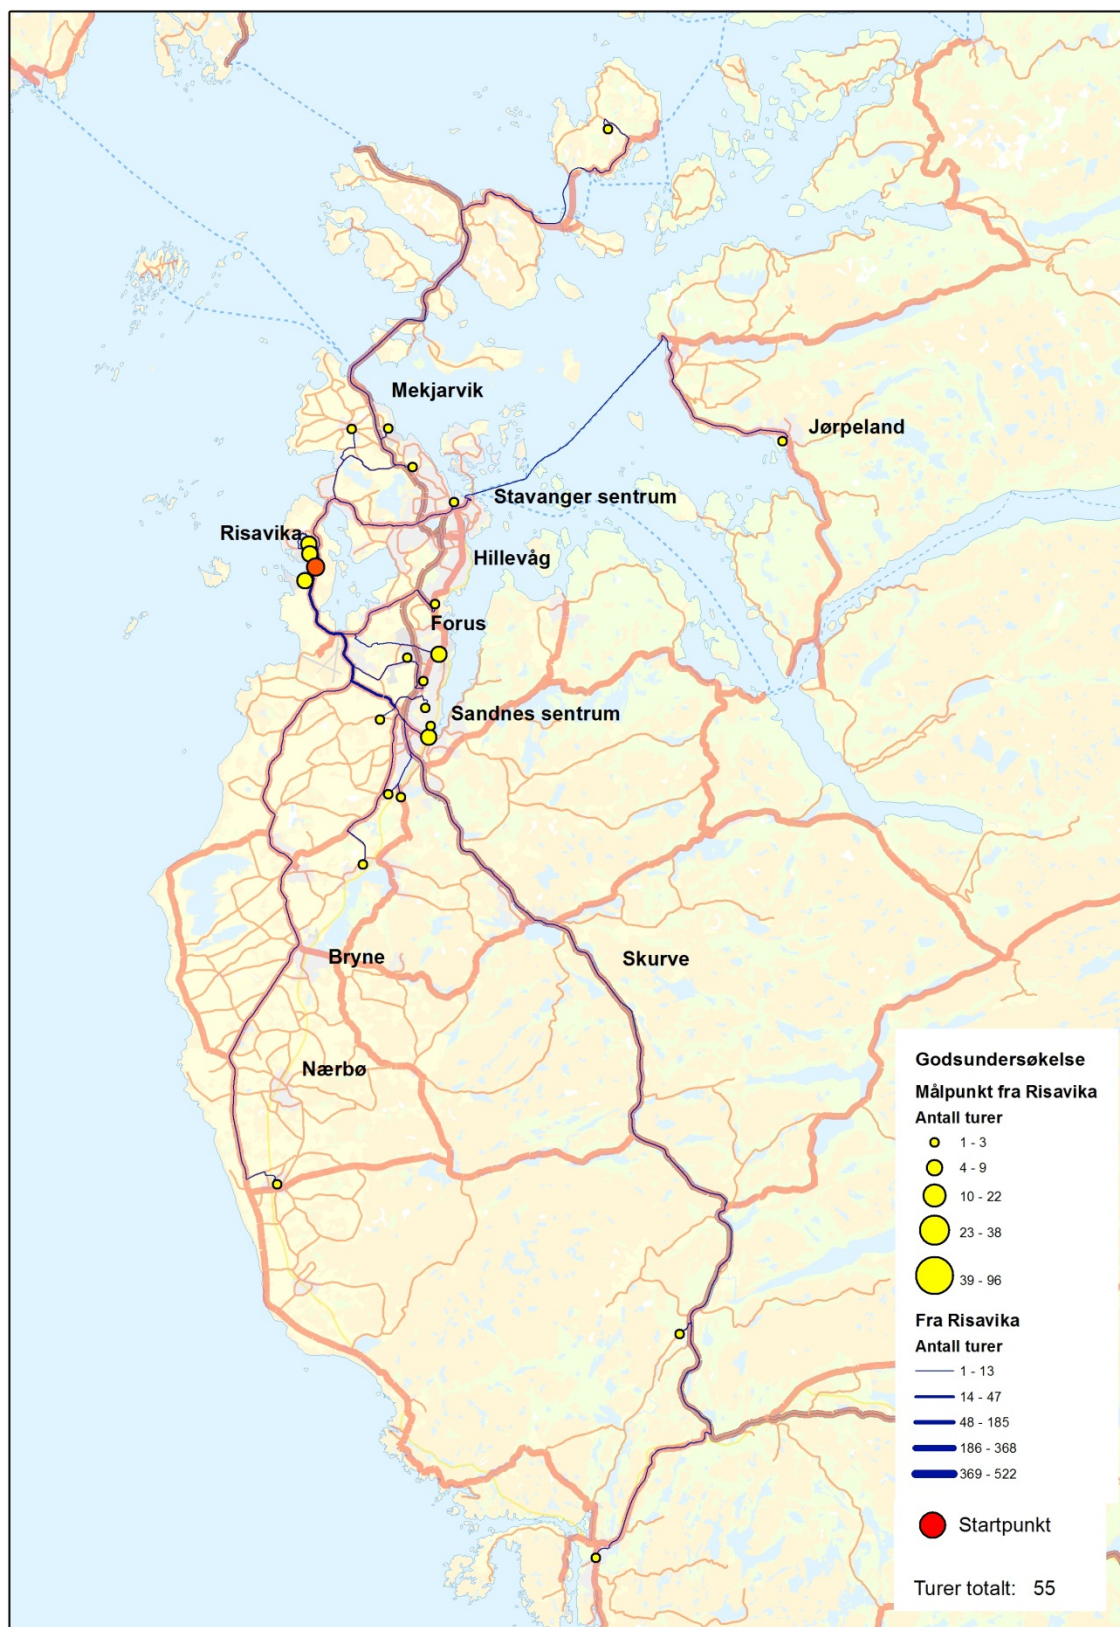 Mekjarvik
Jørpeland
Stavanger sentrum
Risavika
Hillevåg
Forus
Sandnes sentrum
Bryne
Skurve
Nærbø
Godsundersøkelse
Målpunkt fra Risavika
Antall turer
1 - 3
4 - 9
10 - 22
23 - 38
39 - 96
Fra Risavika
Antall turer
1 - 13
14 - 47
48 - 185
186 - 368
369 - 522
Startpunkt
Turer totalt: 55